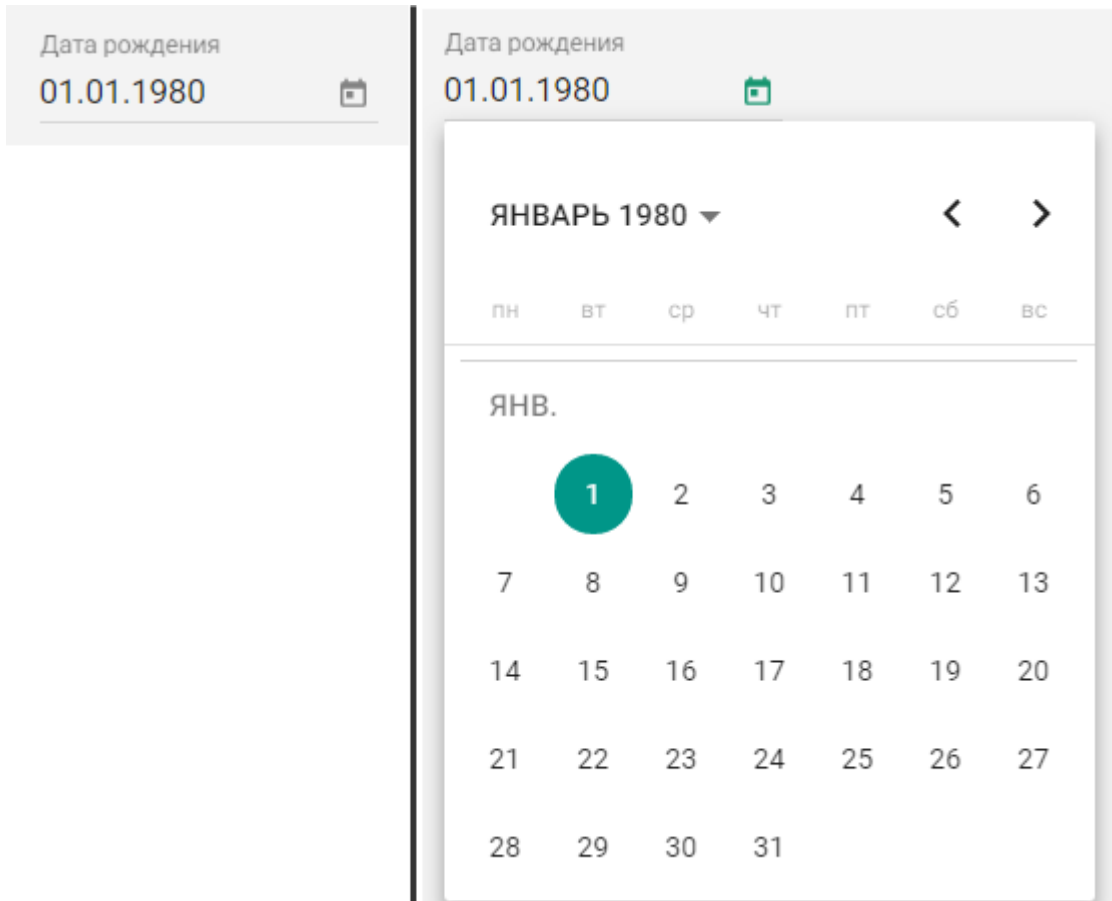 Дата рождения
01.01.1980
Дата рождения
01.01.1980
ЯНВАРЬ 1980
пн вт ср чт пт сб вс
ЯНВ.
1 2 3 4 5 6
7 8 9 10 11 12 13
14 15 16 17 18 19 20
21 22 23 24 25 26 27
28 29 30 31